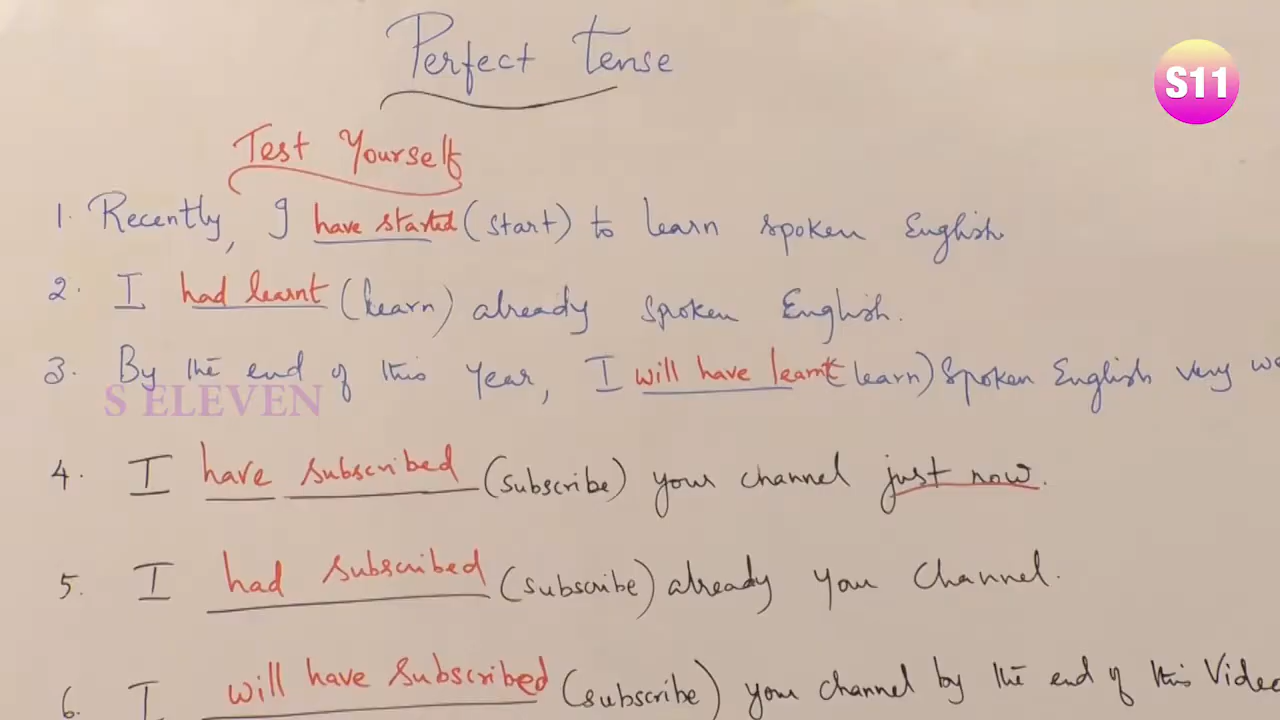 Perfect Tense
S11
Test Yourself
1. Recently, I have started (start) to learn spoken English
2. I had learnt (learn) already spoken English.
3. By the end of this year, I will have learnt (learn) Spoken English very we
S ELEVEN
4. I have subscribed (subscribe) your channel just now.
5. I had subscribed (subscribe) already your Channel.
6. I will have Subscribed (subscribe) your channel by the end of this Video